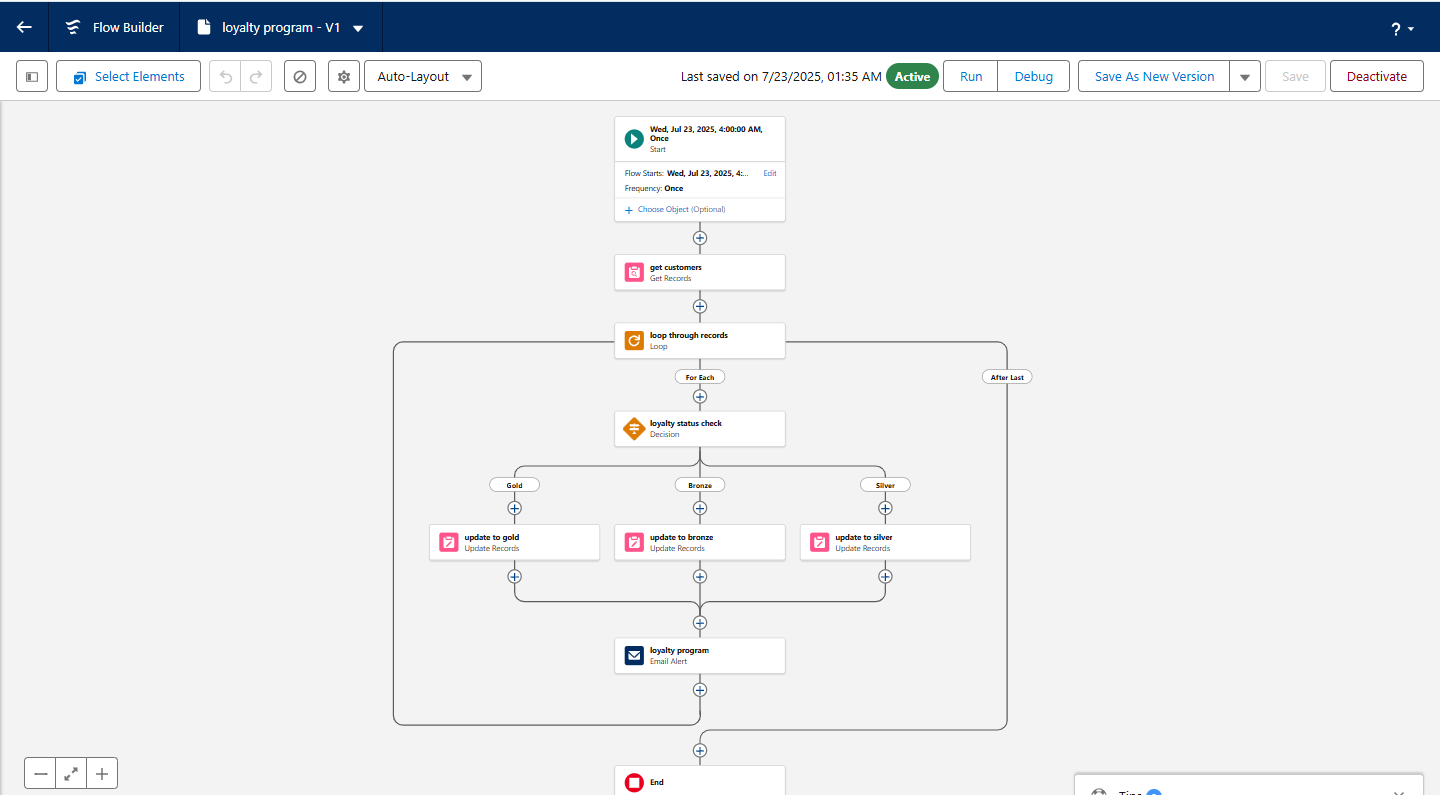 Flow Builder
loyalty program - V1
?
Select Elements
Auto-Layout
Last saved on 7/23/2025, 01:35 AM
Active
Run
Debug
Save As New Version
Save
Deactivate
Wed, Jul 23, 2025, 4:00:00 AM,
Once
Start
Flow Starts: Wed, Jul 23, 2025, 4:...
Edit
Frequency: Once
Choose Object (Optional)
get customers
Get Records
loop through records
Loop
For Each
After Last
loyalty status check
Decision
Gold
Bronze
Silver
update to gold
Update Records
update to bronze
Update Records
update to silver
Update Records
loyalty program
Email Alert
End